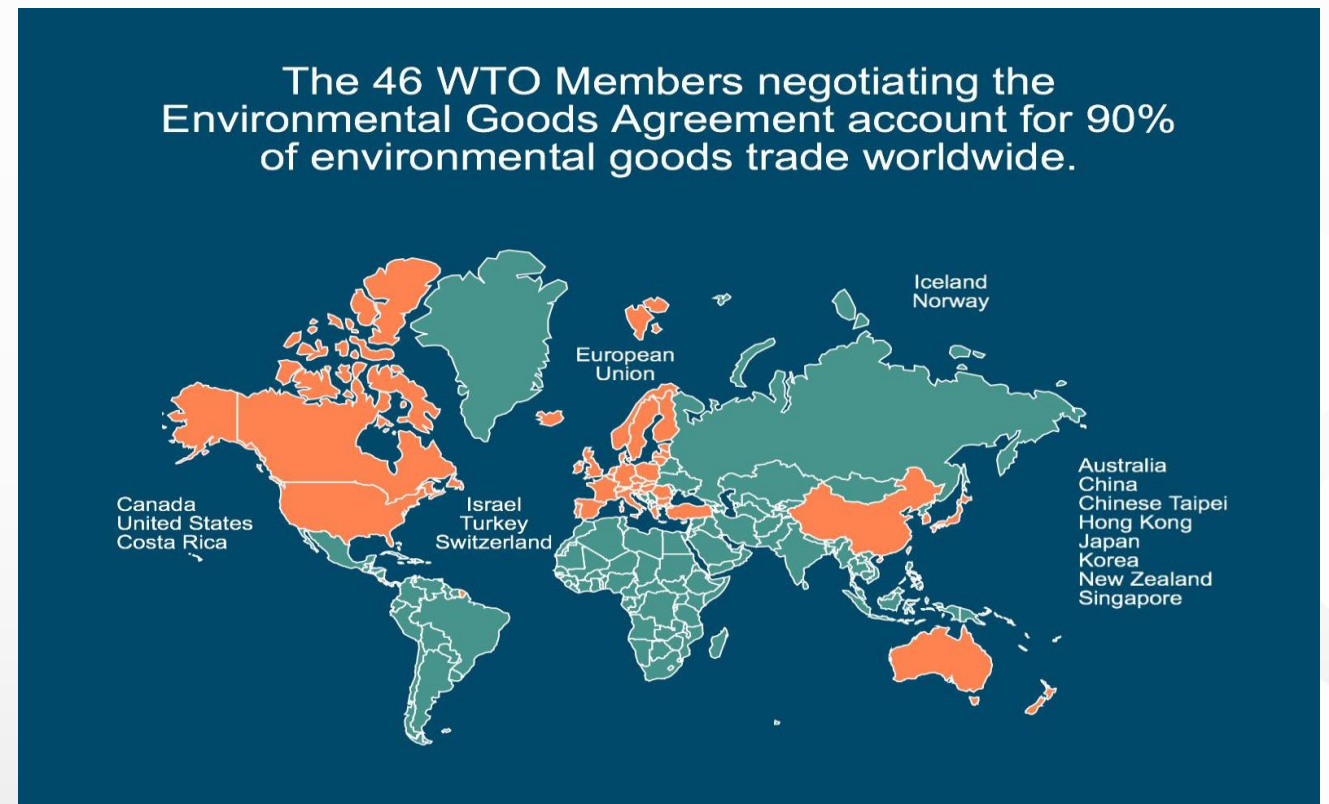 The 46 WTO Members negotiating the
Environmental Goods Agreement account for 90%
of environmental goods trade worldwide.
Iceland
Norway
European
Union
Canada
United States
Costa Rica
Israel
Turkey
Switzerland
Australia
China
Chinese Taipei
Hong Kong
Japan
Korea
New Zealand
Singapore